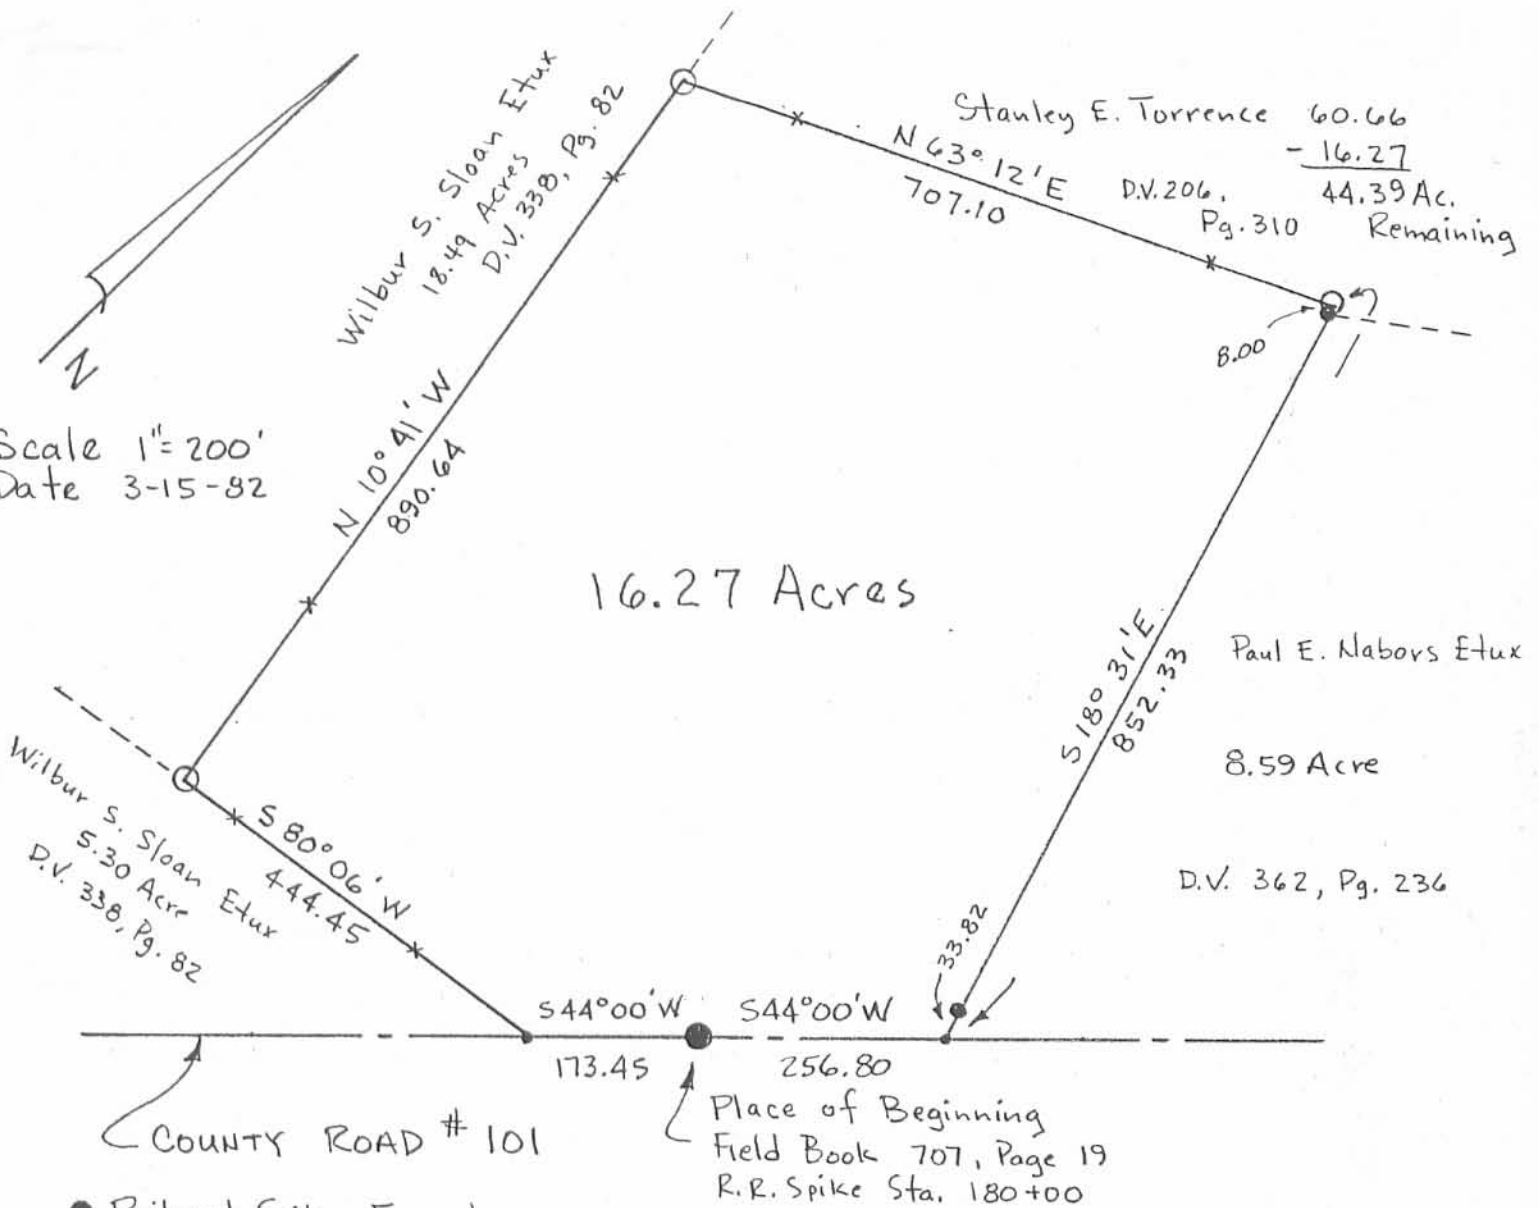 Wilbur S. Sloan Etux
18.49 Acres
D.V. 338, Pg. 82
Stanley E. Torrence 60.66
- 16.27
44.39 Ac.
Remaining
N 63° 12' E
707.10
D.V. 206,
Pg. 310
8.00
N
Scale 1"= 200'
Date 3-15-82
N 10° 41' W
890.64
16.27 Acres
S 18° 31' E
852.33
Paul E. Nabors Etux
8.59 Acre
D.V. 362, Pg. 236
Wilbur S. Sloan Etux
5.30 Acre
D.V. 338, Pg. 82
S 80° 06' W
444.45
33.82
S44°00'W
S44°00'W
173.45
256.80
COUNTY ROAD # 101
Place of Beginning
Field Book 707, Page 19
R.R. Spike Sta. 180+00